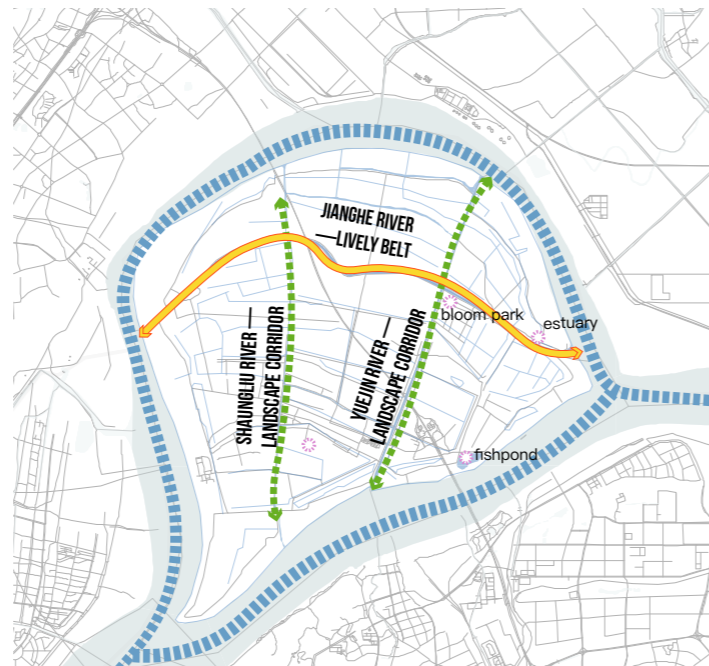 JIANGHE RIVER
—LIVELY BELT
bloom park
estuary
SHAUNGLIU RIVER —
LANDSCAPE CORRIDOR
YUEJIN RIVER —
LANDSCAPE CORRIDOR
fishpond